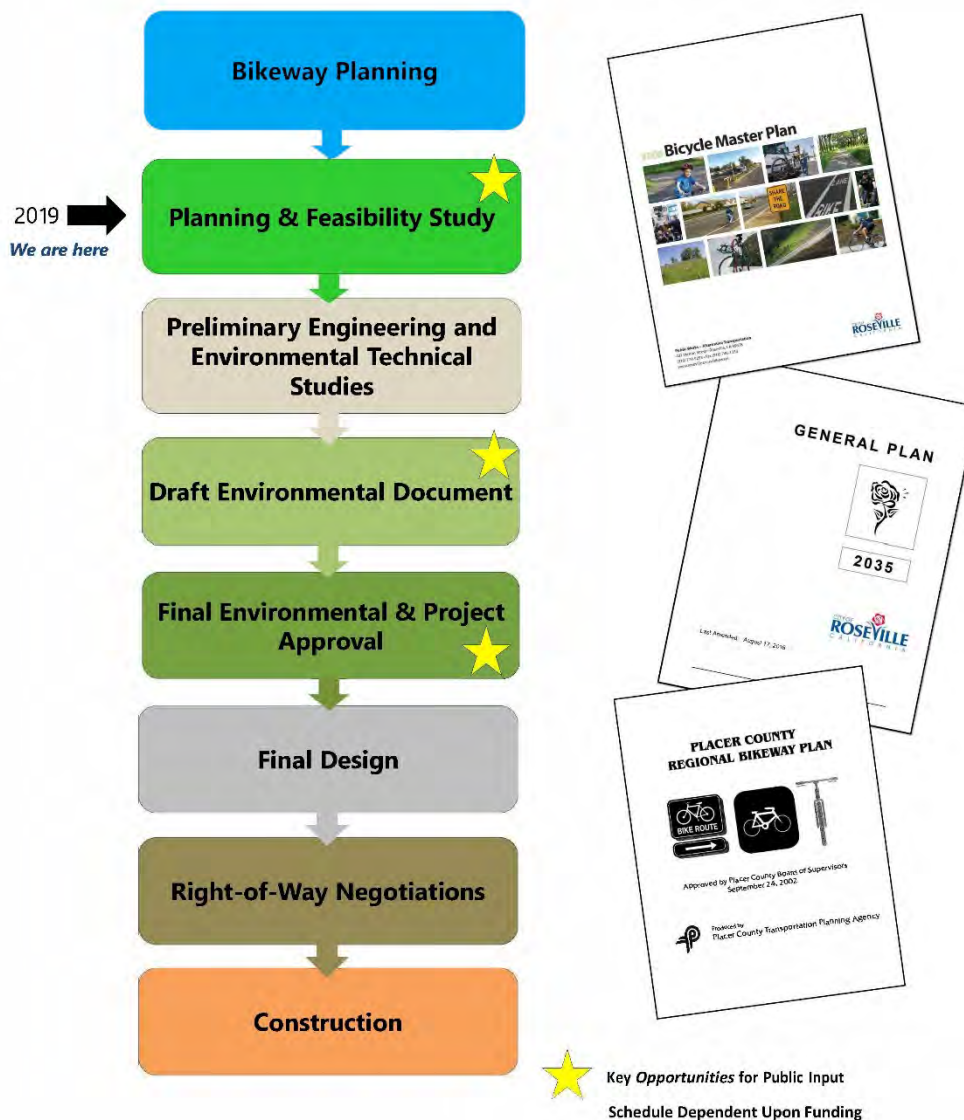 Bikeway Planning
2019
We are here
Planning & Feasibility Study
Preliminary Engineering and
Environmental Technical
Studies
Draft Environmental Document
Final Environmental & Project
Approval
Final Design
Right-of-Way Negotiations
Construction
Bicycle Master Plan
SHARE
THE
ROAD
BIKE
ROSEVILLE
CALIFORNIA
GENERAL PLAN
2035
Last Amended: August 17, 2016
CITY OF
ROSEVILLE
CALIFORNIA
PLACER COUNTY
REGIONAL BIKEWAY PLAN
BIKE ROUTE
Approved by Placer County Board of Supervisors
September 24, 2002
Produced by
Placer County Transportation Planning Agency
Key Opportunities for Public Input
Schedule Dependent Upon Funding